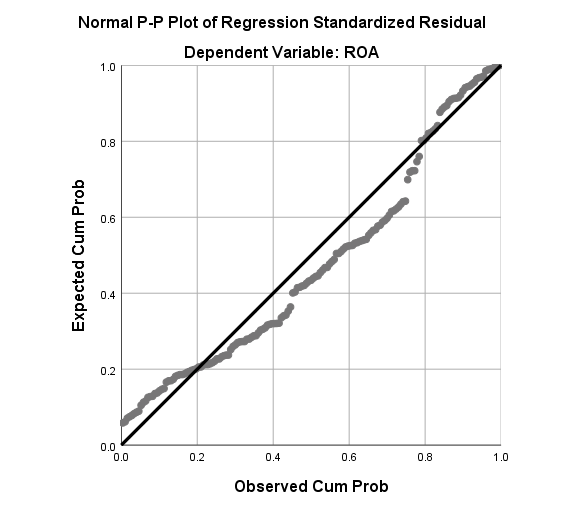 Normal P-P Plot of Regression Standardized Residual
Dependent Variable: ROA
1.0
0.8
0.6
0.4
0.2
0.0
Expected Cum Prob
0.0 0.2 0.4 0.6 0.8 1.0
Observed Cum Prob